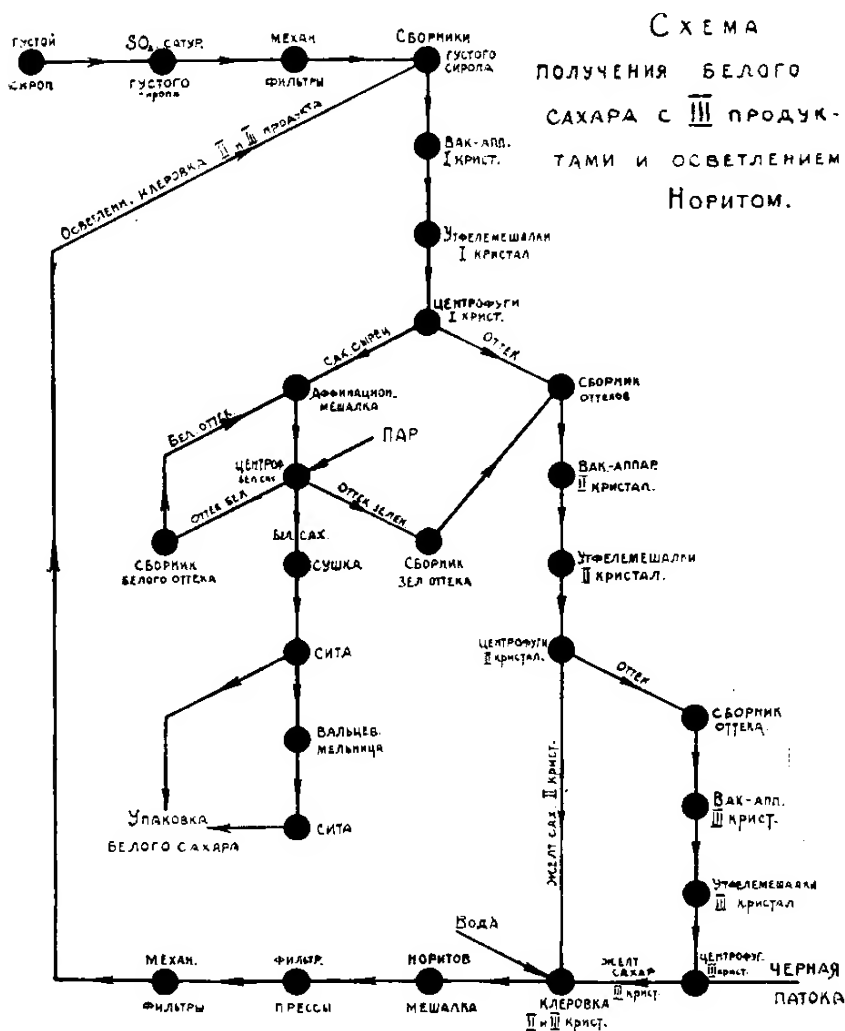 Схема
получения белого
сахара с III продук-
тами и осветлением
Норитом.
густой
сироп
SO₂ сатур.
густого
сиропа
механ
фильтры
Сборники
густого
сиропа
Осветлени. клеровка II и III продукта
Вак-апп.
I крист.
Утфелемешалки
I кристал
Центрофуги
I крист.
Сах. сырец
Оттек
Аффинацион_
мешалка
Сборник
оттеков
Бел. оттек.
Пар
Центроф
бел сах.
Оттек бел
Оттек зелен
Вак.-аппар.
II кристал.
Сборник
белого оттека
Бел. сах.
Сушка
Сборник
зел оттека
Утфелемешалки
II кристал.
Сита
Центрофуги
II кристал.
Оттек
Сборник
оттека
Вальцев.
мельница
Желт сах. II крист.
Вак-апп.
III крист.
Упаковка
белого сахара
Сита
Утфелемешалки
III кристал
Вода
Механ.
фильтры
Фильтр.
прессы
Норитов
мешалка
Клеровка
II и III крист.
Желт
сахар
III крист.
Центрофуг.
III крист.
Черная
патока